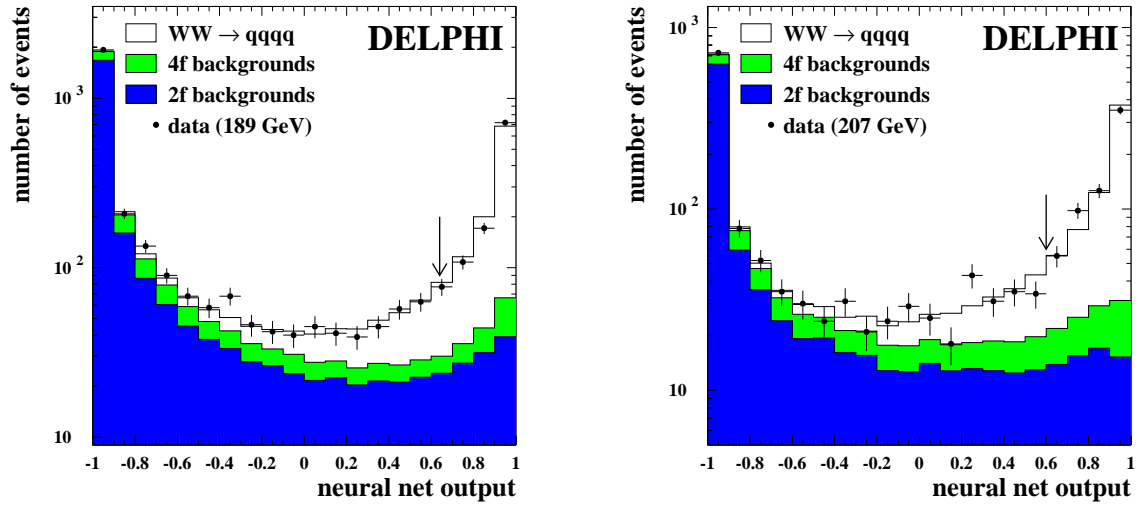 number of events
10³
10²
10
WW → qqqq
4f backgrounds
2f backgrounds
data (189 GeV)
DELPHI
-1 -0.8 -0.6 -0.4 -0.2 0 0.2 0.4 0.6 0.8 1
neural net output
number of events
10³
10²
10
WW → qqqq
4f backgrounds
2f backgrounds
data (207 GeV)
DELPHI
-1 -0.8 -0.6 -0.4 -0.2 0 0.2 0.4 0.6 0.8 1
neural net output